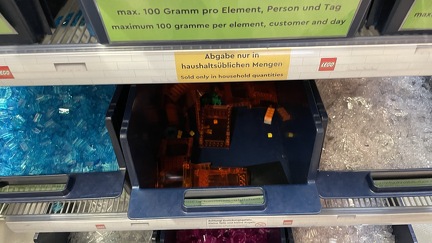 max. 100 Gramm pro Element, Person und Tag
maximum 100 gramme per element, customer and day
Abgabe nur in
haushaltsüblichen Mengen
Sold only in household quantities
LEGO
LEGO